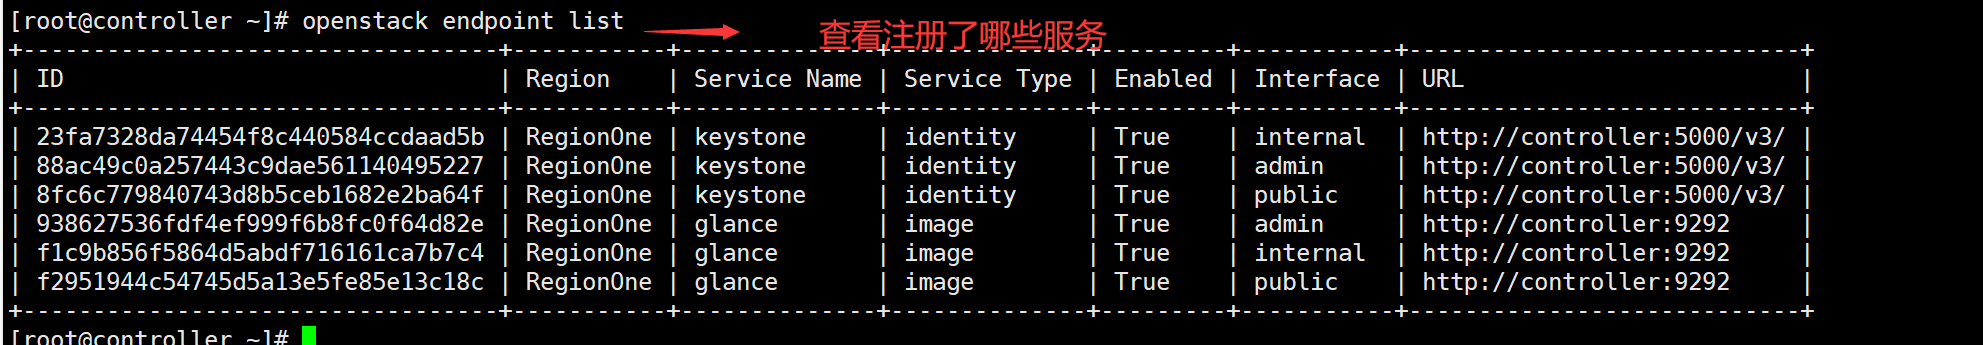 [root@controller ~]# openstack endpoint list
查看注册了哪些服务
+----------------------------------+-----------+--------------+--------------+---------+-----------+----------------------------+
| ID                               | Region    | Service Name | Service Type | Enabled | Interface | URL                        |
+----------------------------------+-----------+--------------+--------------+---------+-----------+----------------------------+
| 23fa7328da74454f8c440584ccdaad5b | RegionOne | keystone     | identity     | True    | internal  | http://controller:5000/v3/ |
| 88ac49c0a257443c9dae561140495227 | RegionOne | keystone     | identity     | True    | admin     | http://controller:5000/v3/ |
| 8fc6c779840743d8b5ceb1682e2ba64f | RegionOne | keystone     | identity     | True    | public    | http://controller:5000/v3/ |
| 938627536fdf4ef999f6b8fc0f64d82e | RegionOne | glance       | image        | True    | admin     | http://controller:9292     |
| f1c9b856f5864d5abdf716161ca7b7c4 | RegionOne | glance       | image        | True    | internal  | http://controller:9292     |
| f2951944c54745d5a13e5fe85e13c18c | RegionOne | glance       | image        | True    | public    | http://controller:9292     |
+----------------------------------+-----------+--------------+--------------+---------+-----------+----------------------------+
[root@controller ~]#